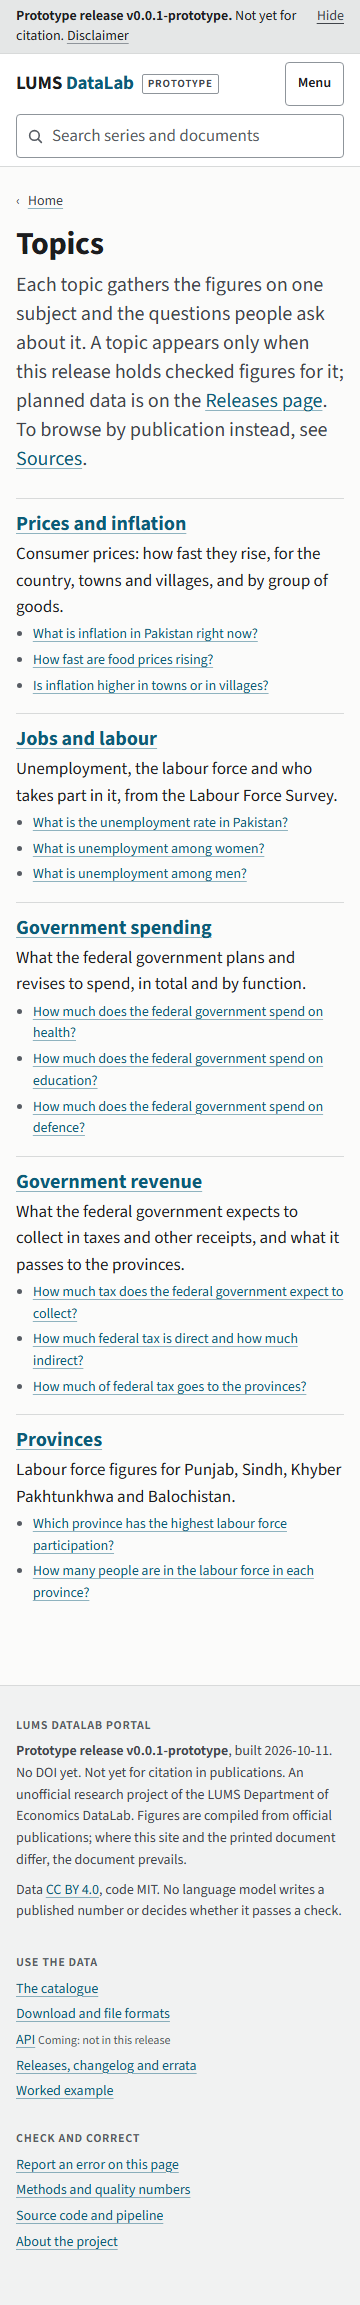 Prototype release v0.0.1-prototype. Not yet for Hide
citation. Disclaimer
LUMS DataLab PROTOTYPE Menu
Search series and documents
‹ Home
Topics
Each topic gathers the figures on one
subject and the questions people ask
about it. A topic appears only when
this release holds checked figures for it;
planned data is on the Releases page.
To browse by publication instead, see
Sources.
Prices and inflation
Consumer prices: how fast they rise, for the
country, towns and villages, and by group of
goods.
• What is inflation in Pakistan right now?
• How fast are food prices rising?
• Is inflation higher in towns or in villages?
Jobs and labour
Unemployment, the labour force and who
takes part in it, from the Labour Force Survey.
• What is the unemployment rate in Pakistan?
• What is unemployment among women?
• What is unemployment among men?
Government spending
What the federal government plans and
revises to spend, in total and by function.
• How much does the federal government spend on
health?
• How much does the federal government spend on
education?
• How much does the federal government spend on
defence?
Government revenue
What the federal government expects to
collect in taxes and other receipts, and what it
passes to the provinces.
• How much tax does the federal government expect to
collect?
• How much federal tax is direct and how much
indirect?
• How much of federal tax goes to the provinces?
Provinces
Labour force figures for Punjab, Sindh, Khyber
Pakhtunkhwa and Balochistan.
• Which province has the highest labour force
participation?
• How many people are in the labour force in each
province?
LUMS DATALAB PORTAL
Prototype release v0.0.1-prototype, built 2026-10-11.
No DOI yet. Not yet for citation in publications. An
unofficial research project of the LUMS Department of
Economics DataLab. Figures are compiled from official
publications; where this site and the printed document
differ, the document prevails.
Data CC BY 4.0, code MIT. No language model writes a
published number or decides whether it passes a check.
USE THE DATA
The catalogue
Download and file formats
API Coming: not in this release
Releases, changelog and errata
Worked example
CHECK AND CORRECT
Report an error on this page
Methods and quality numbers
Source code and pipeline
About the project